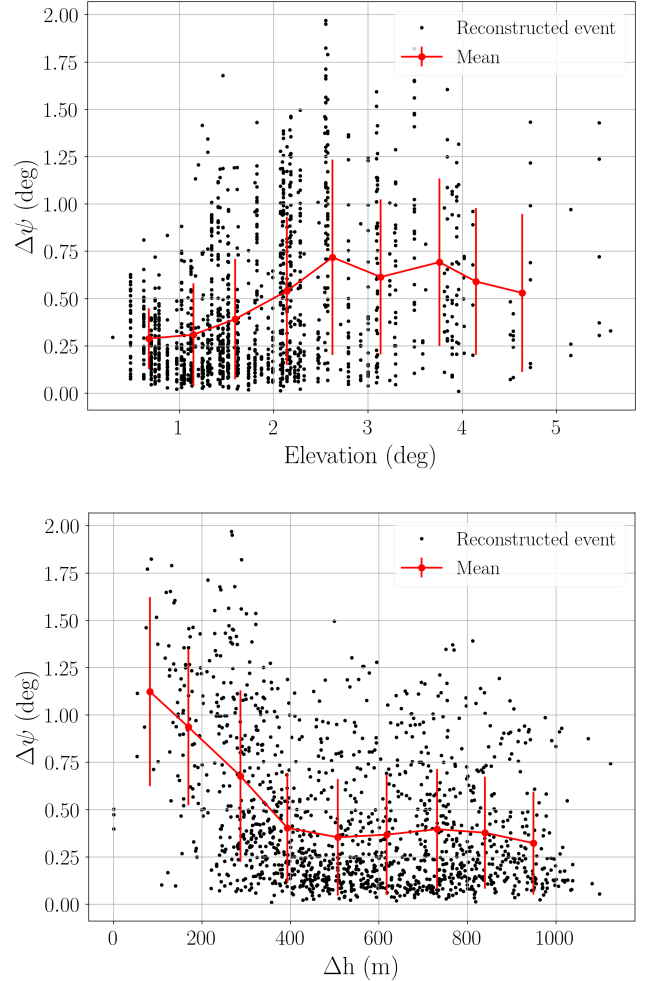 2.00
1.75
1.50
1.25
1.00
0.75
0.50
0.25
0.00
Δψ (deg)
Reconstructed event
Mean
1 2 3 4 5
Elevation (deg)
2.00
1.75
1.50
1.25
1.00
0.75
0.50
0.25
0.00
Δψ (deg)
Reconstructed event
Mean
0 200 400 600 800 1000
Δh (m)